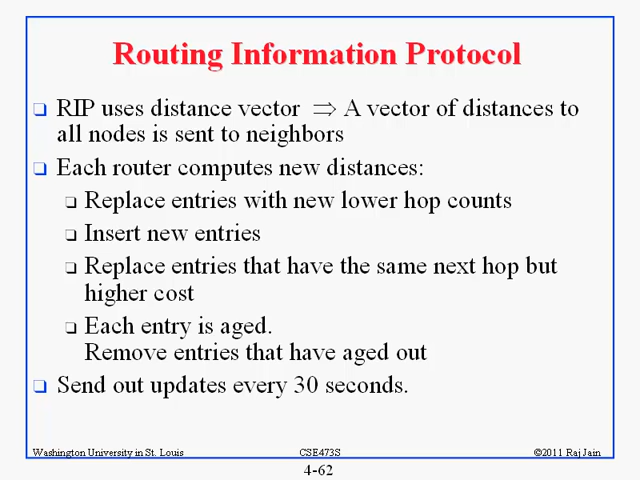 Routing Information Protocol
❑ RIP uses distance vector ⇒ A vector of distances to
all nodes is sent to neighbors
❑ Each router computes new distances:
❑ Replace entries with new lower hop counts
❑ Insert new entries
❑ Replace entries that have the same next hop but
higher cost
❑ Each entry is aged.
Remove entries that have aged out
❑ Send out updates every 30 seconds.
Washington University in St. Louis CSE473S ©2011 Raj Jain
4-62